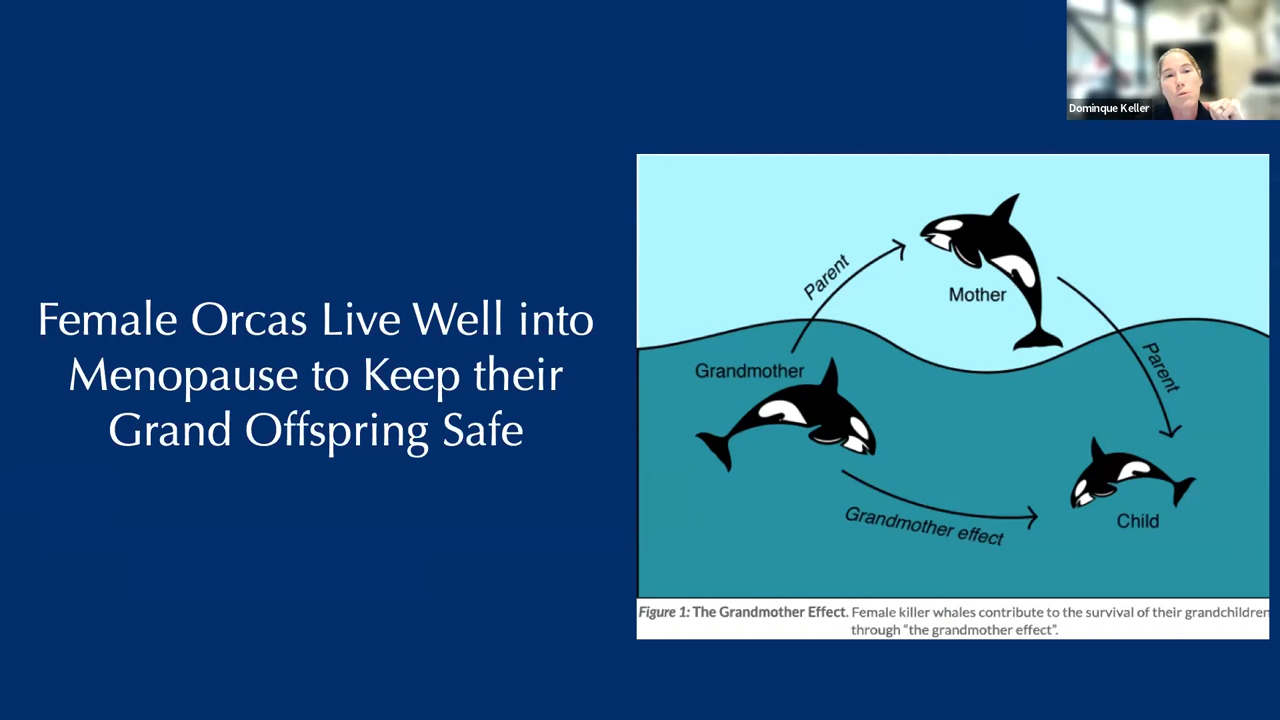 Dominque Keller
Female Orcas Live Well into
Menopause to Keep their
Grand Offspring Safe
Parent
Mother
Parent
Grandmother
Grandmother effect
Child
Figure 1: The Grandmother Effect. Female killer whales contribute to the survival of their grandchildren
through “the grandmother effect”.